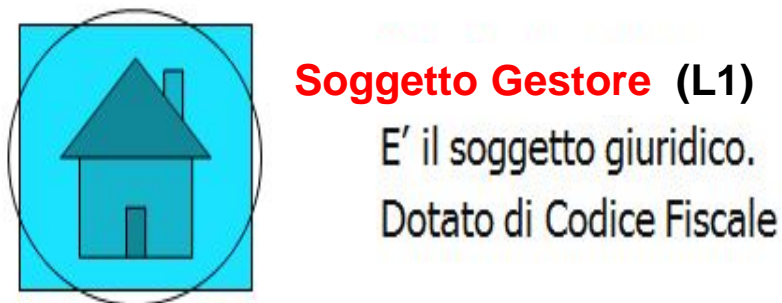 Soggetto Gestore (L1)
E' il soggetto giuridico.
Dotato di Codice Fiscale